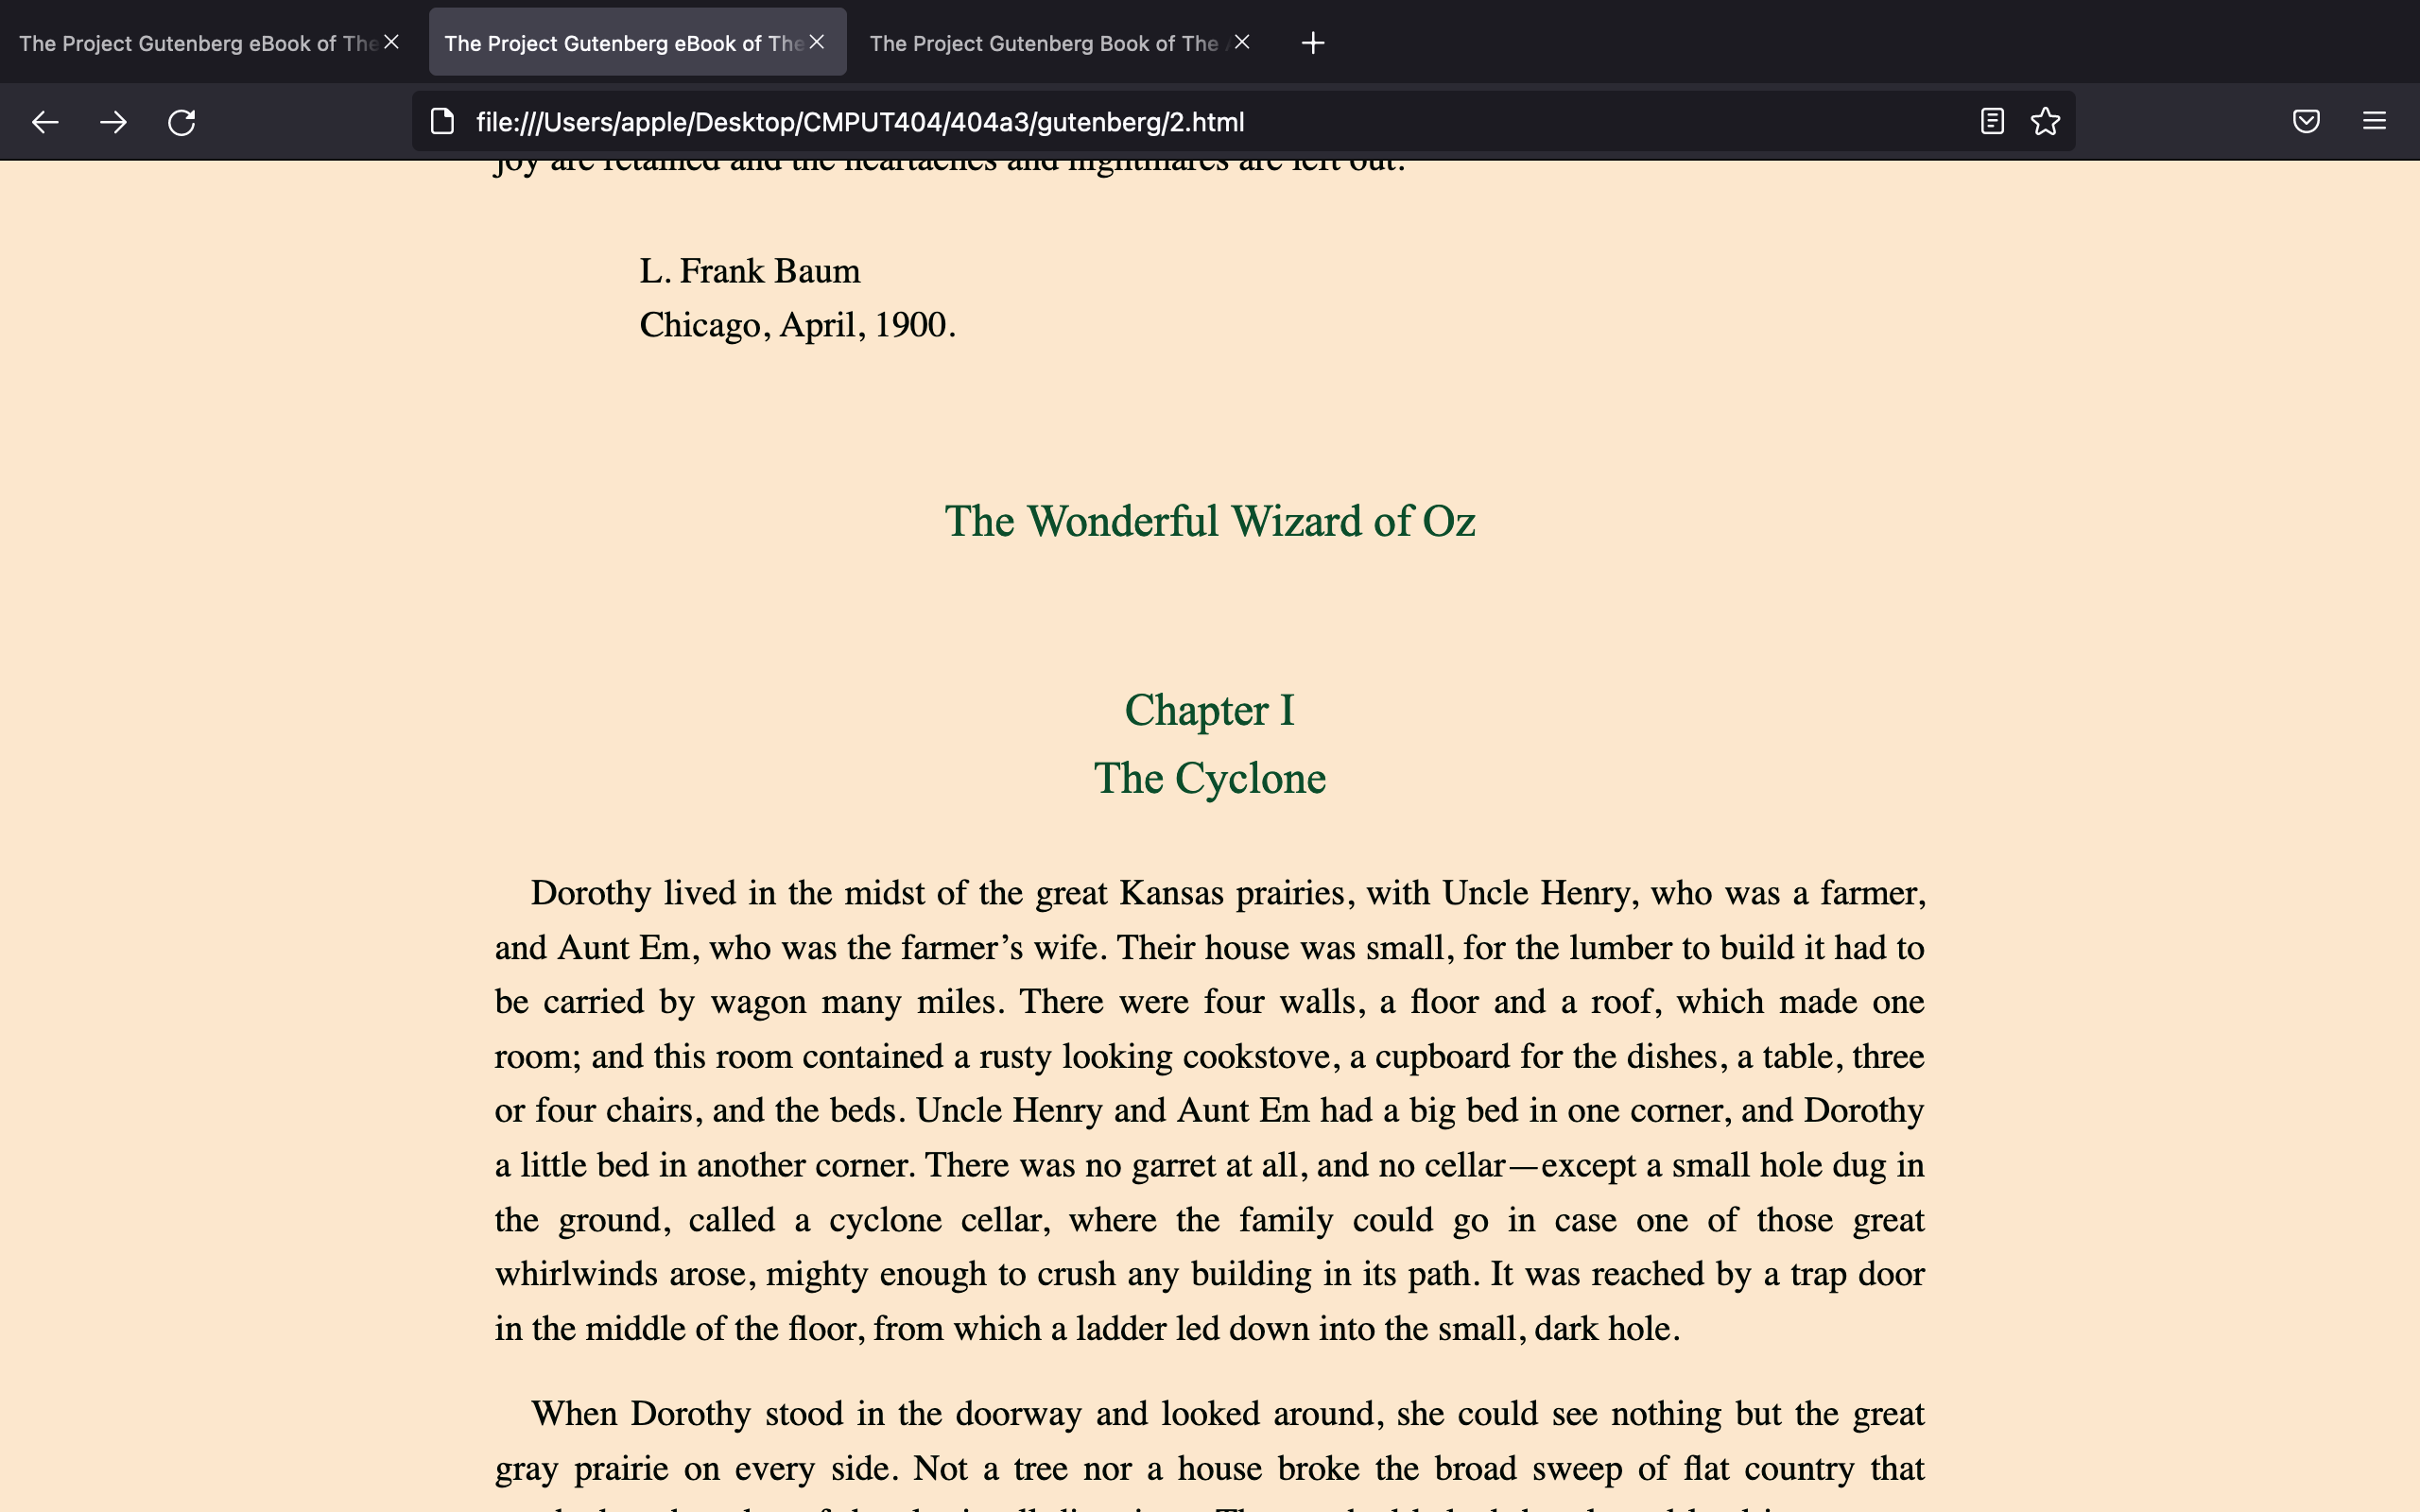 The Project Gutenberg eBook of The
The Project Gutenberg eBook of The
The Project Gutenberg Book of The
file:///Users/apple/Desktop/CMPUT404/404a3/gutenberg/2.html
joy are retained and the heartaches and nightmares are left out.
L. Frank Baum
Chicago, April, 1900.
The Wonderful Wizard of Oz
Chapter I
The Cyclone
Dorothy lived in the midst of the great Kansas prairies, with Uncle Henry, who was a farmer,
and Aunt Em, who was the farmer’s wife. Their house was small, for the lumber to build it had to
be carried by wagon many miles. There were four walls, a floor and a roof, which made one
room; and this room contained a rusty looking cookstove, a cupboard for the dishes, a table, three
or four chairs, and the beds. Uncle Henry and Aunt Em had a big bed in one corner, and Dorothy
a little bed in another corner. There was no garret at all, and no cellar—except a small hole dug in
the ground, called a cyclone cellar, where the family could go in case one of those great
whirlwinds arose, mighty enough to crush any building in its path. It was reached by a trap door
in the middle of the floor, from which a ladder led down into the small, dark hole.
When Dorothy stood in the doorway and looked around, she could see nothing but the great
gray prairie on every side. Not a tree nor a house broke the broad sweep of flat country that